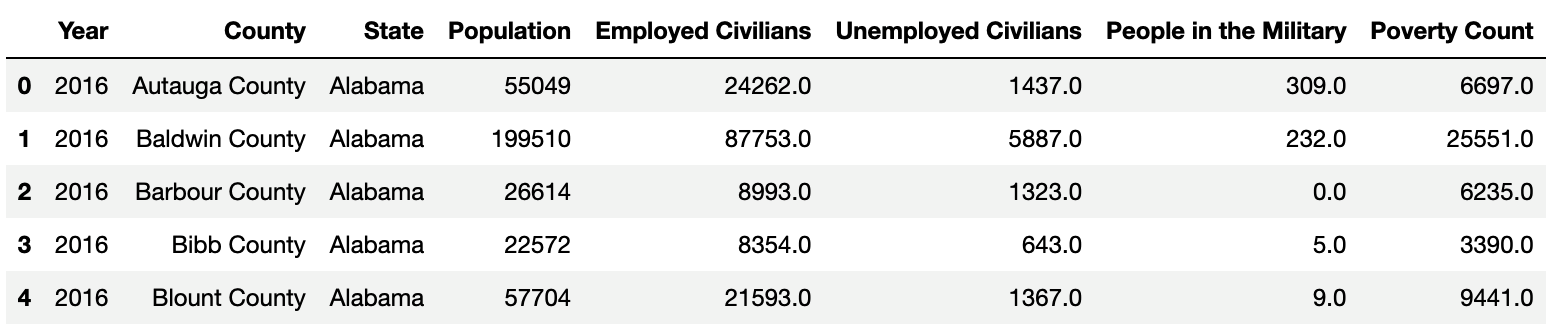 Year County State Population Employed Civilians Unemployed Civilians People in the Military Poverty Count
0 2016 Autauga County Alabama 55049 24262.0 1437.0 309.0 6697.0
1 2016 Baldwin County Alabama 199510 87753.0 5887.0 232.0 25551.0
2 2016 Barbour County Alabama 26614 8993.0 1323.0 0.0 6235.0
3 2016 Bibb County Alabama 22572 8354.0 643.0 5.0 3390.0
4 2016 Blount County Alabama 57704 21593.0 1367.0 9.0 9441.0